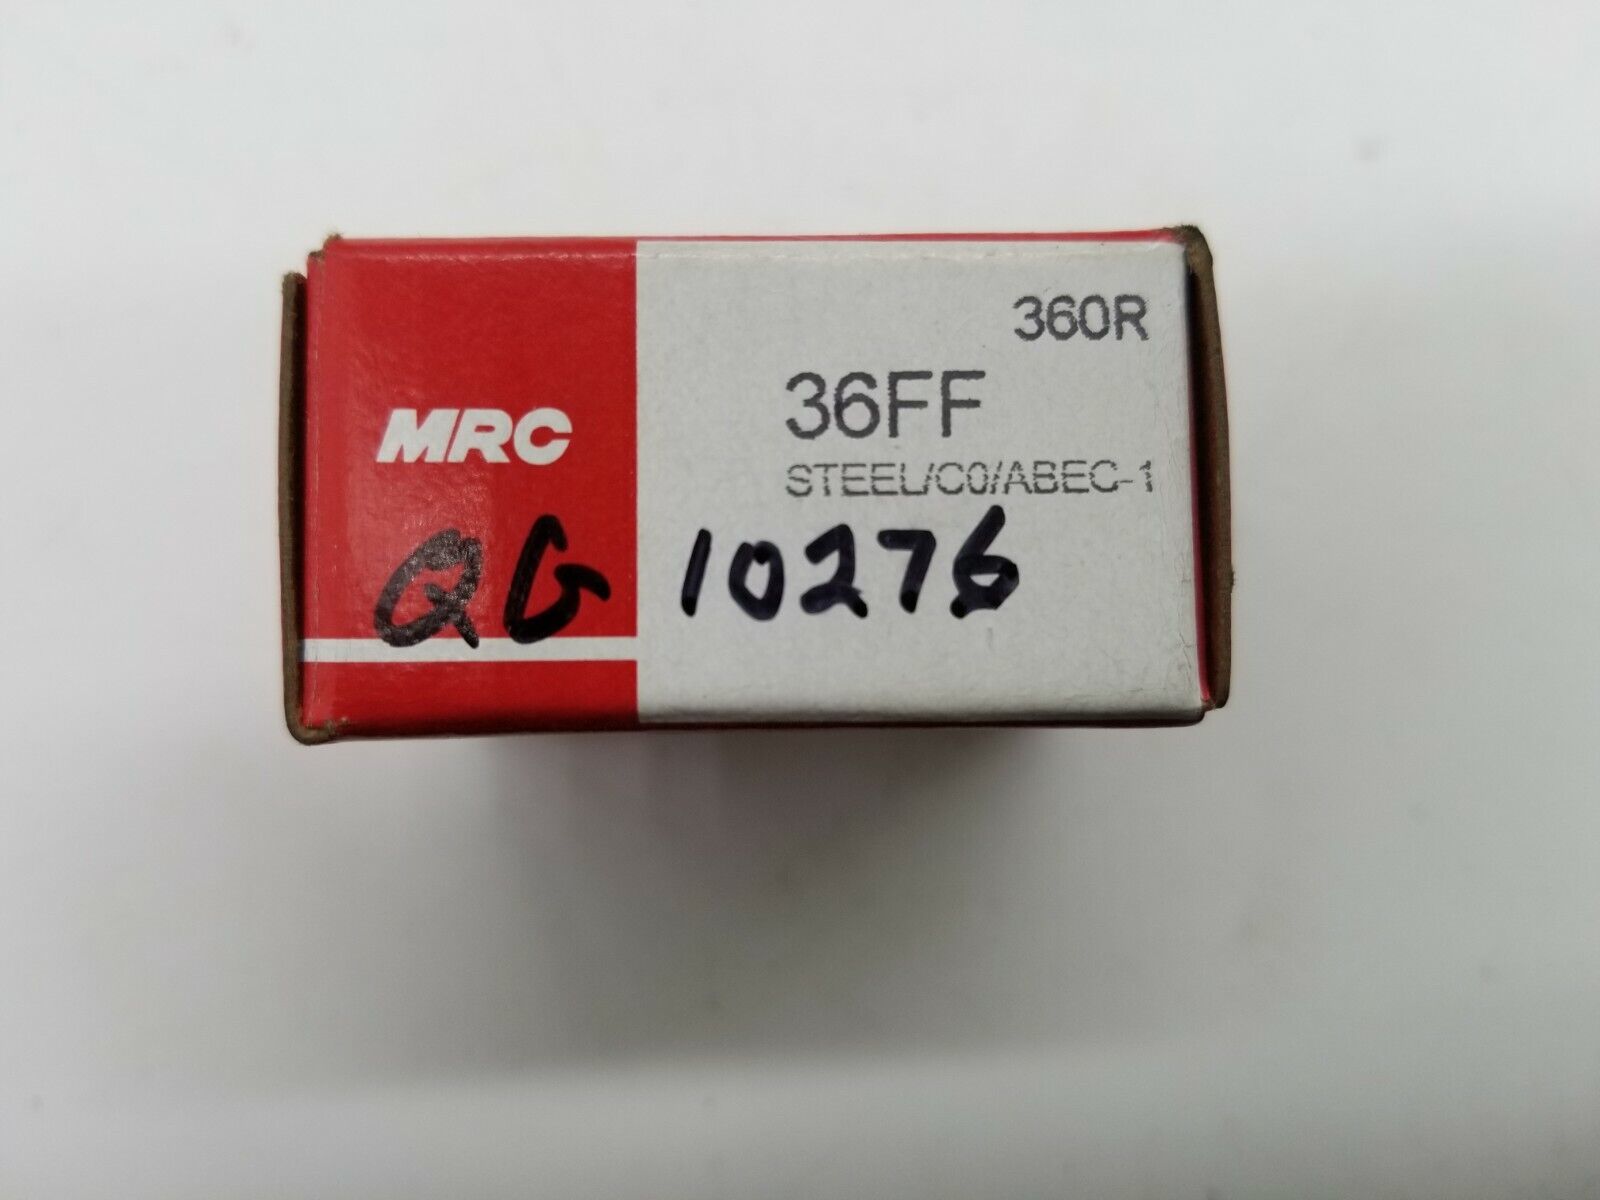 360R
36FF
MRC
STEEL/C0/ABEC-1
QG 10276